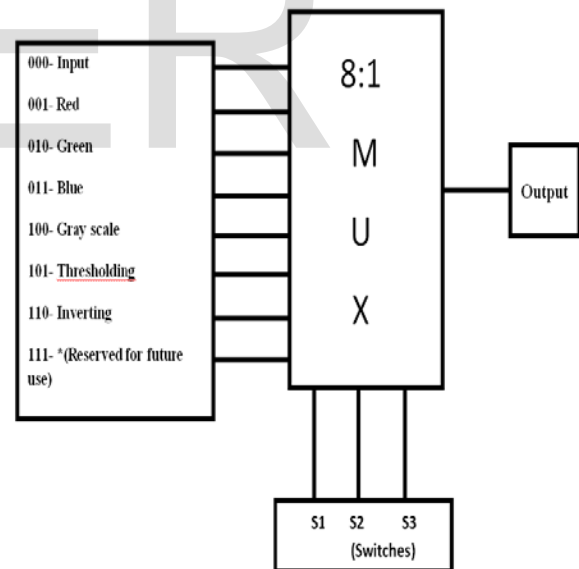 000- Input
001- Red
010- Green
011- Blue
100- Gray scale
101- Thresholding
110- Inverting
111- *(Reserved for future
use)
8:1
M
U
X
Output
S1 S2 S3
(Switches)
ER